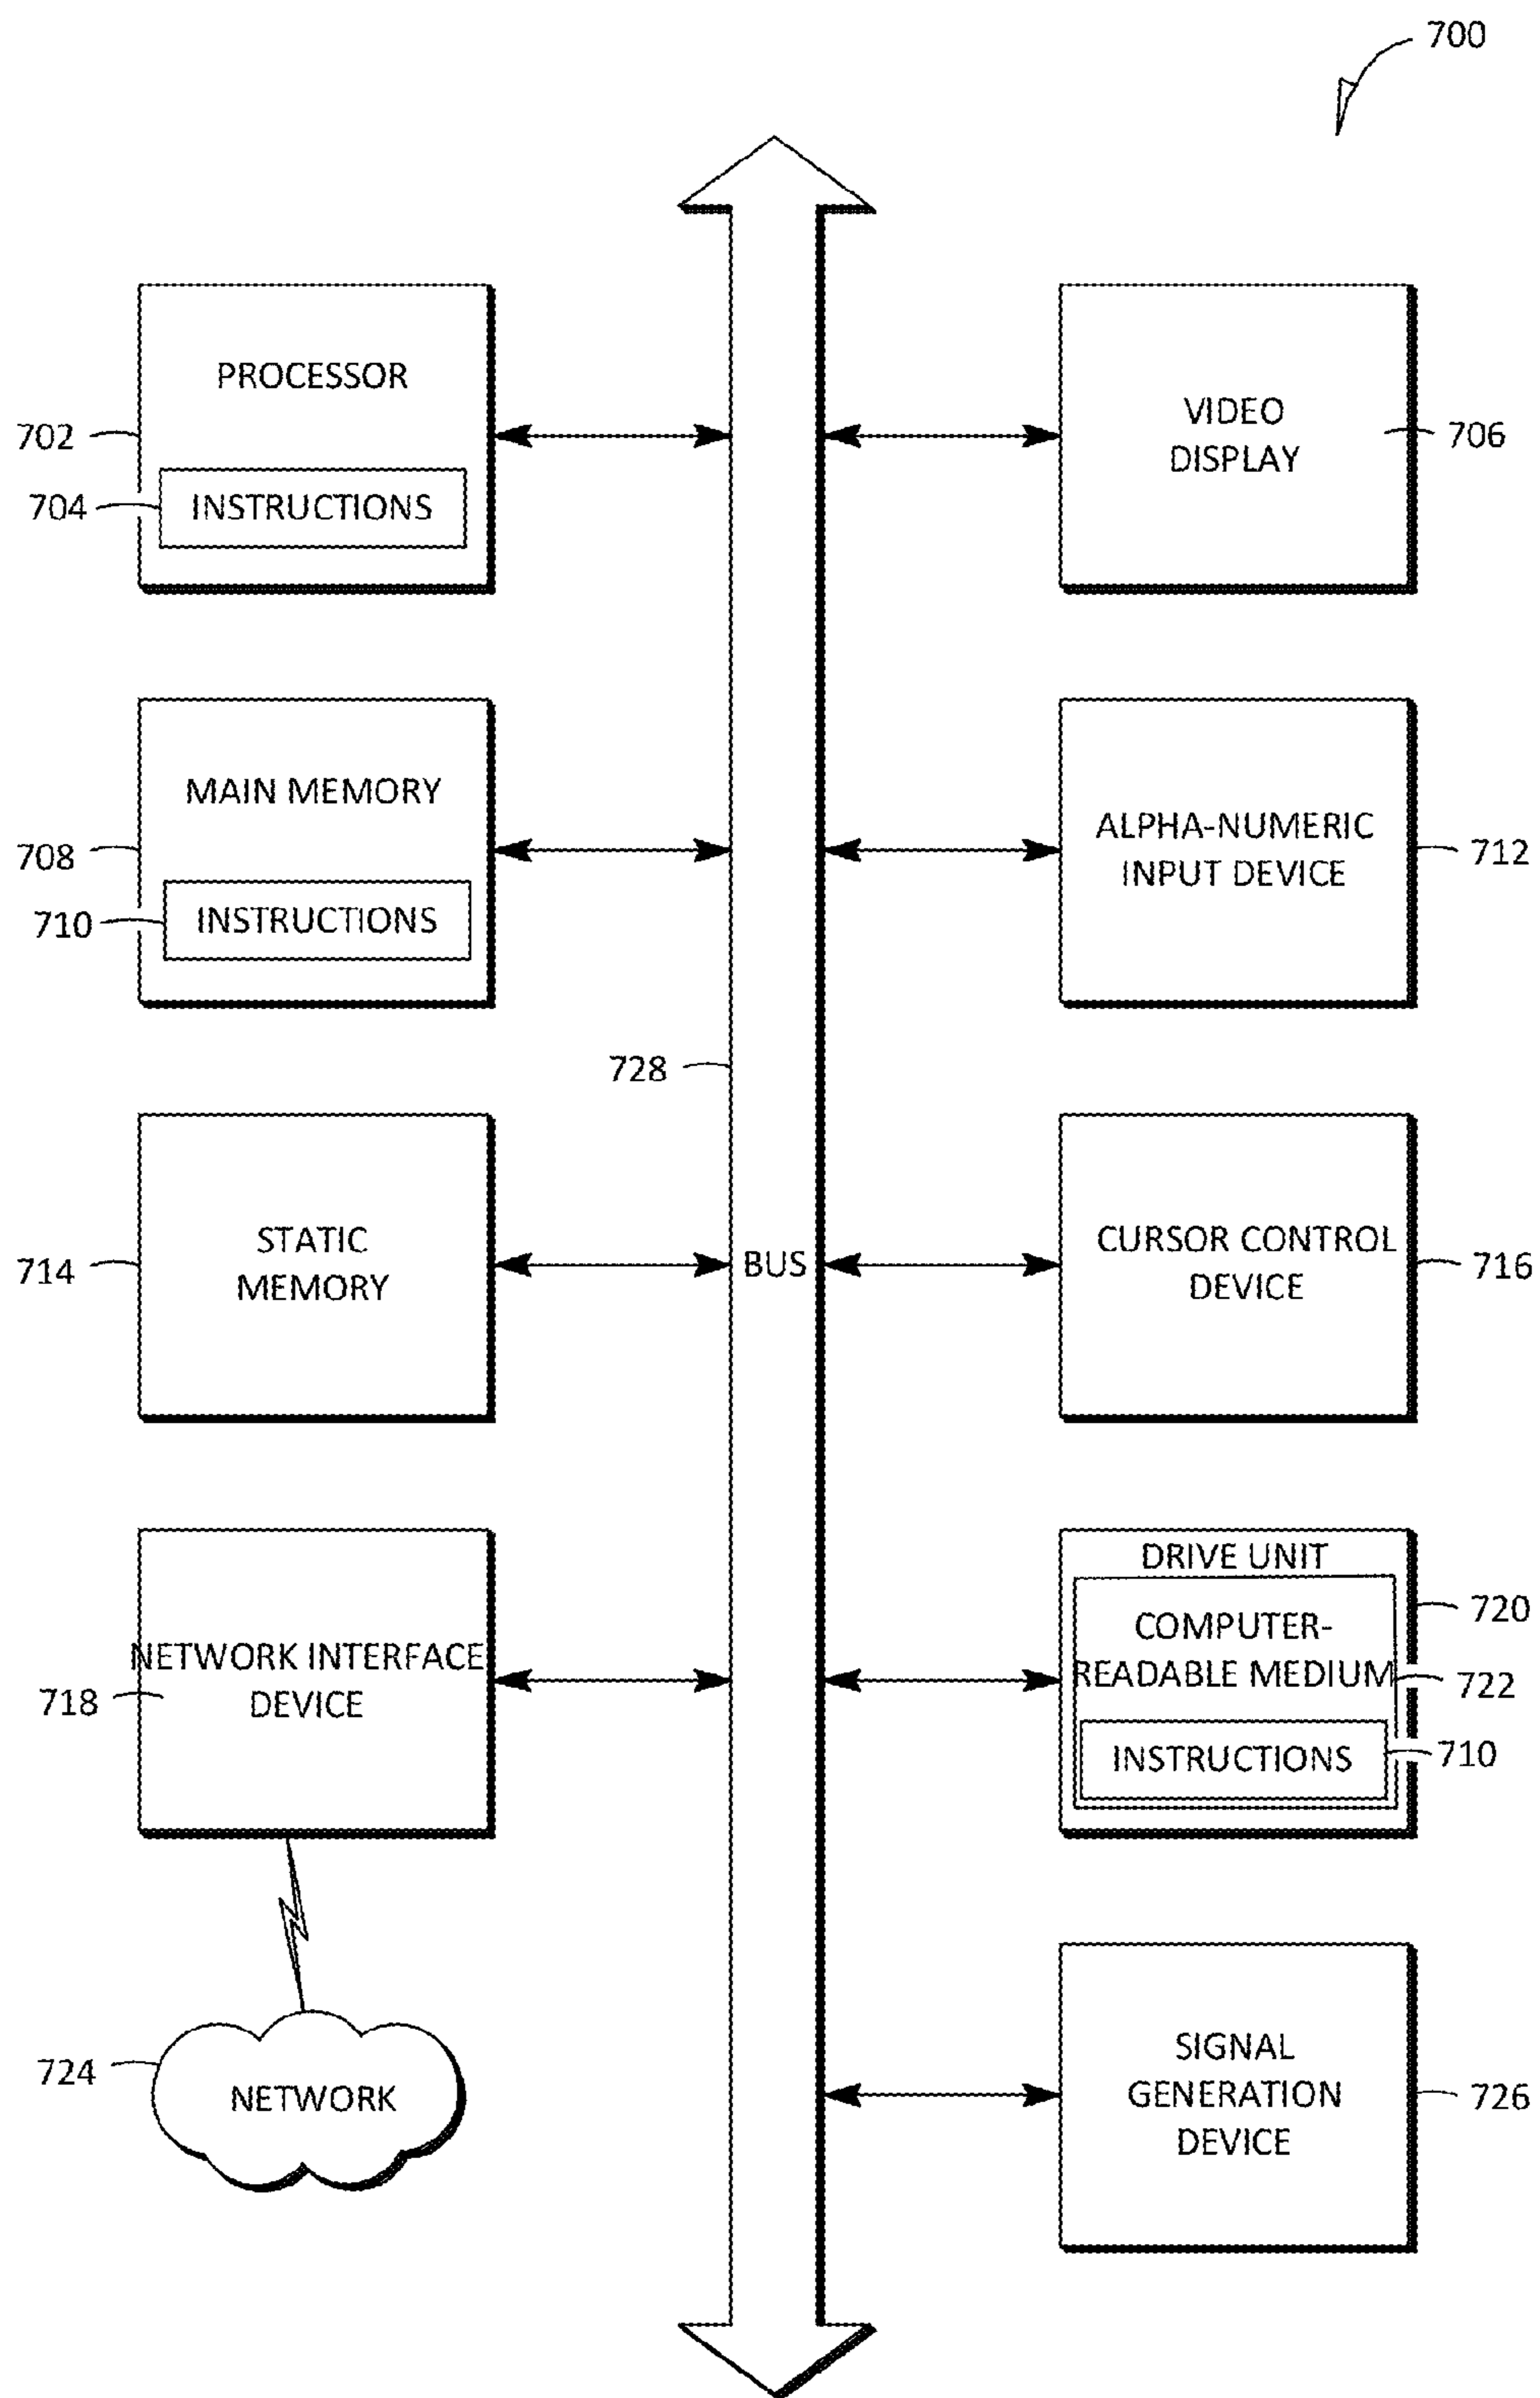 700
PROCESSOR
702
704
INSTRUCTIONS
VIDEO
DISPLAY
706
MAIN MEMORY
708
710
INSTRUCTIONS
ALPHA-NUMERIC
INPUT DEVICE
712
728
STATIC
MEMORY
714
BUS
CURSOR CONTROL
DEVICE
716
NETWORK INTERFACE
DEVICE
718
DRIVE UNIT
720
COMPUTER-
READABLE MEDIUM
722
INSTRUCTIONS
710
724
NETWORK
SIGNAL
GENERATION
DEVICE
726